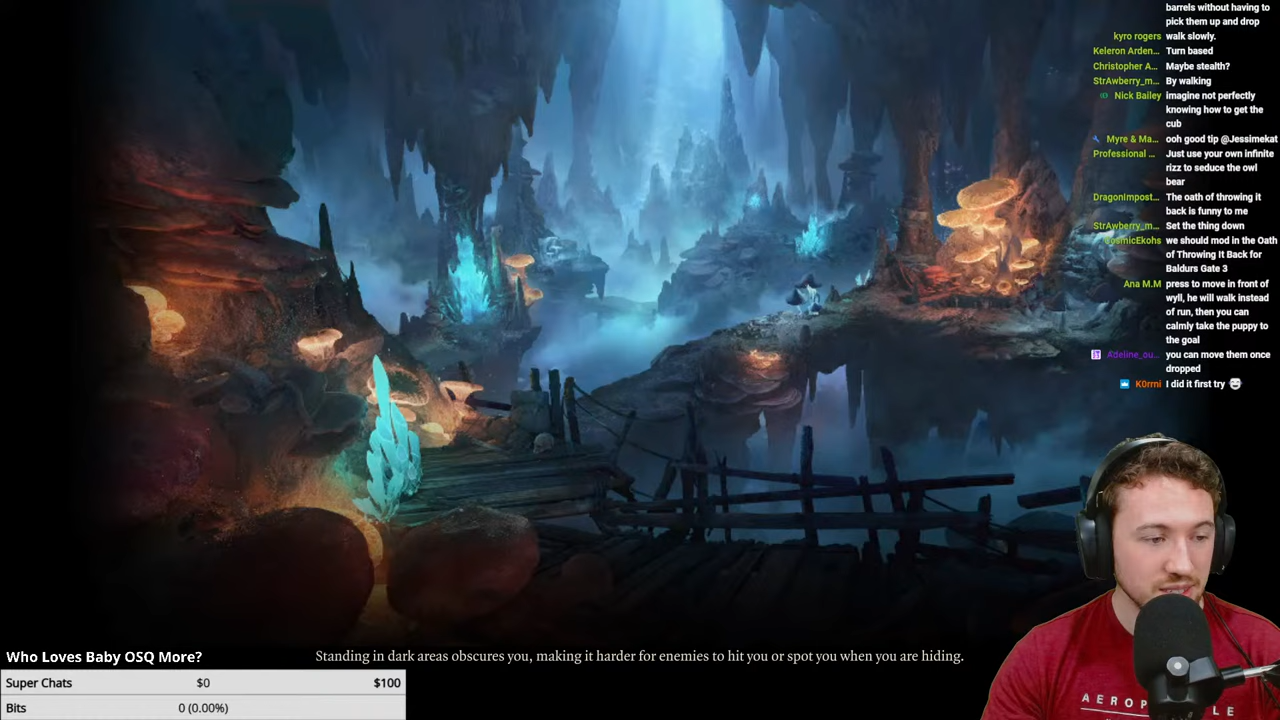 barrels without having to
pick them up and drop
kyro rogers walk slowly.
Keleron Arden... Turn based
Christopher A... Maybe stealth?
StrAwberry_m... By walking
Nick Bailey imagine not perfectly
knowing how to get the
cub
Myre & Ma... ooh good tip @Jessimekat
Professional ... Just use your own infinite
rizz to seduce the owl
bear
DragonImpost... The oath of throwing it
back is funny to me
StrAwberry_m... Set the thing down
CosmicEkohs we should mod in the Oath
of Throwing It Back for
Baldurs Gate 3
Ana M.M press to move in front of
wyll, he will walk instead
of run, then you can
calmly take the puppy to
the goal
Adeline_ou... you can move them once
dropped
K0rrni I did it first try
Who Loves Baby OSQ More?
Standing in dark areas obscures you, making it harder for enemies to hit you or spot you when you are hiding.
Super Chats $0 $100
Bits 0 (0.00%)